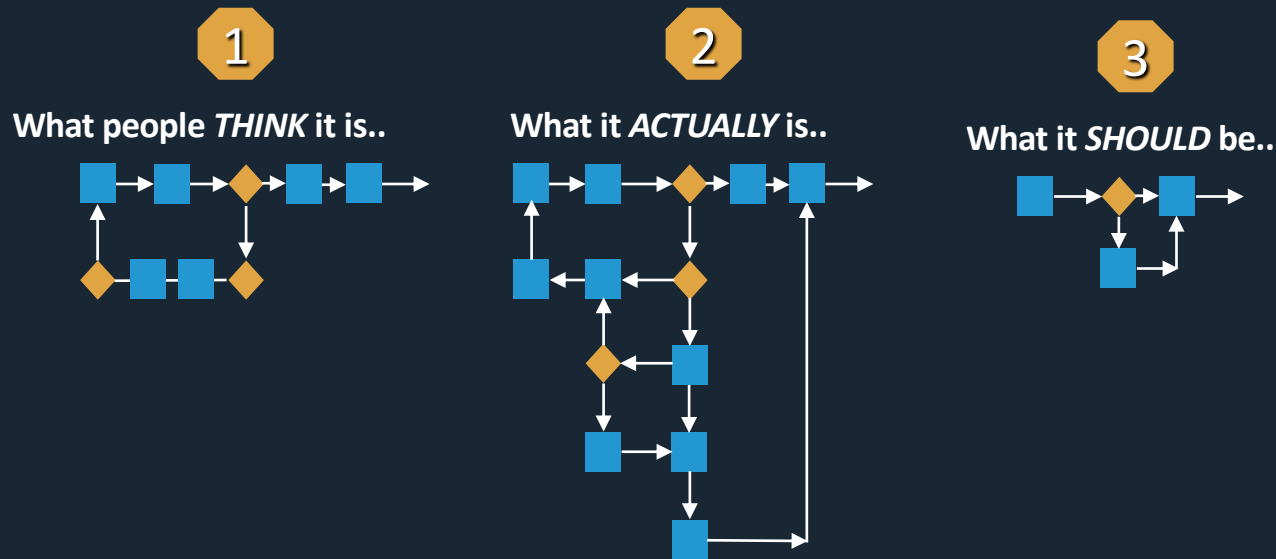 1
What people THINK it is..
2
What it ACTUALLY is..
3
What it SHOULD be..